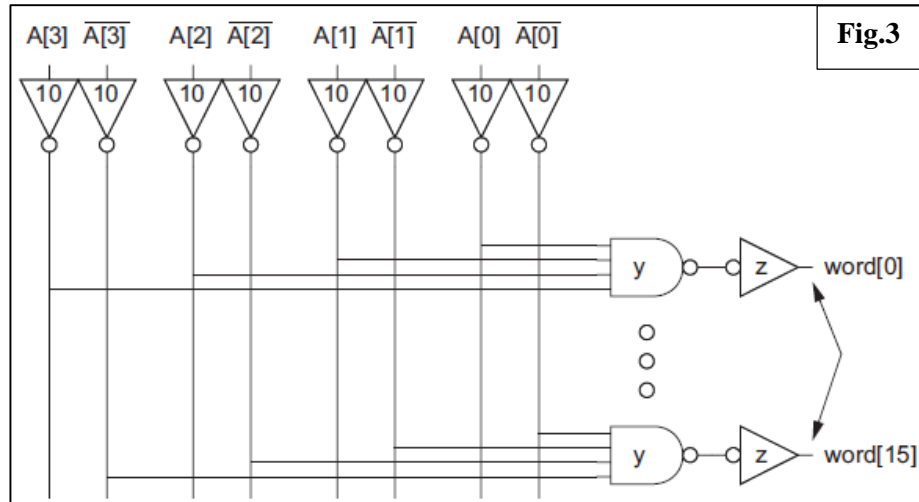 Fig.3
A[3] A̅[̅3̅]̅ A[2] A̅[̅2̅]̅ A[1] A̅[̅1̅]̅ A[0] A̅[̅0̅]̅
10 10 10 10 10 10 10 10
y z word[0]
y z word[15]